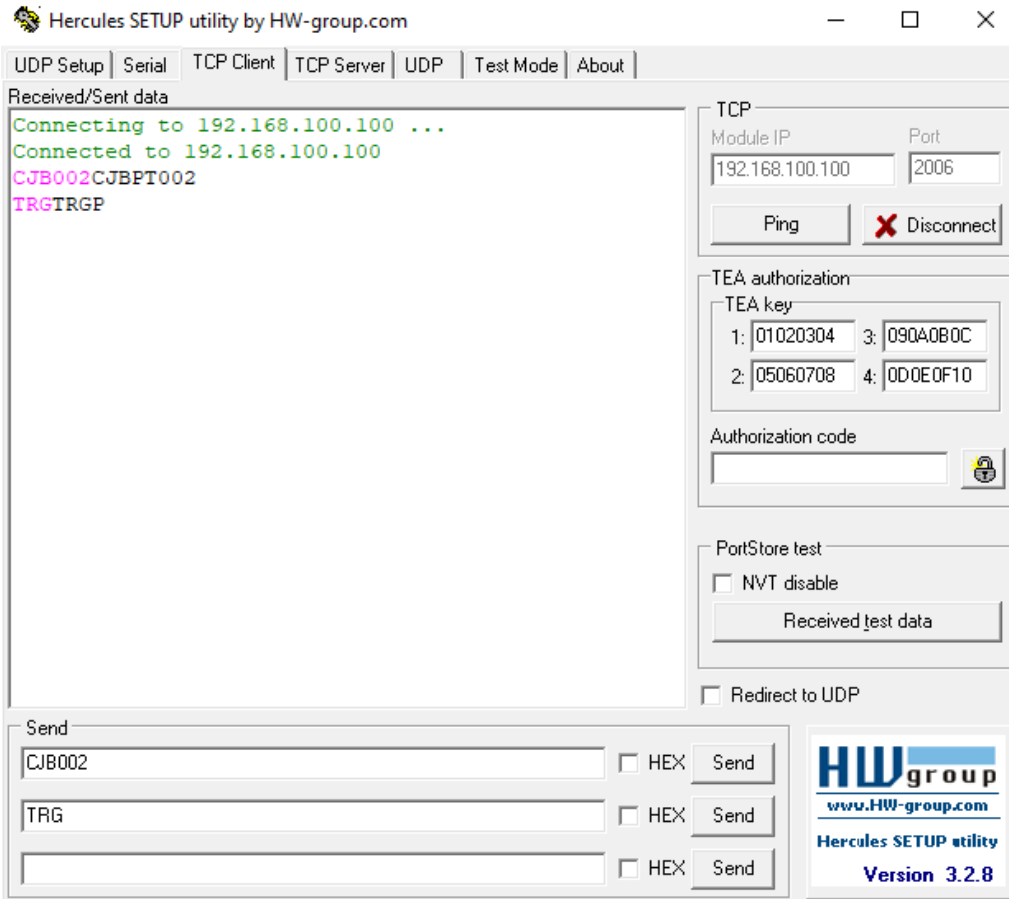 Hercules SETUP utility by HW-group.com
UDP Setup Serial TCP Client TCP Server UDP Test Mode About
Received/Sent data
Connecting to 192.168.100.100 ...
Connected to 192.168.100.100
CJB002CJBPT002
TRGTRGP
TCP
Module IP Port
192.168.100.100 2006
Ping Disconnect
TEA authorization
TEA key
1: 01020304 3: 090A0B0C
2: 05060708 4: 0D0E0F10
Authorization code
PortStore test
NVT disable
Received test data
Redirect to UDP
Send
CJB002 HEX Send
TRG HEX Send
HEX Send
HW group
www.HW-group.com
Hercules SETUP utility
Version 3.2.8